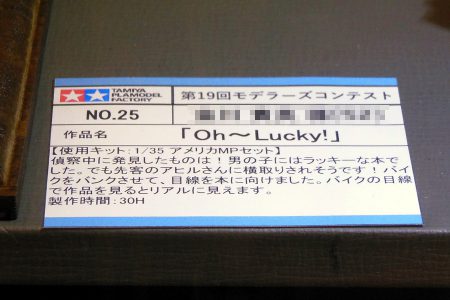 TAMIYA
PLAMODEL
FACTORY
第19回モデラーズコンテスト
NO.25
作品名 「Oh～Lucky!」
【使用キット:1/35 アメリカMPセット】
偵察中に発見したものは！男の子にはラッキーな本で
した。でも先客のアヒルさんに横取りされそうです！バイ
クをバンクさせて、目線を本に向けました。バイクの目線
で作品を見るとリアルに見えます。
製作時間:30H